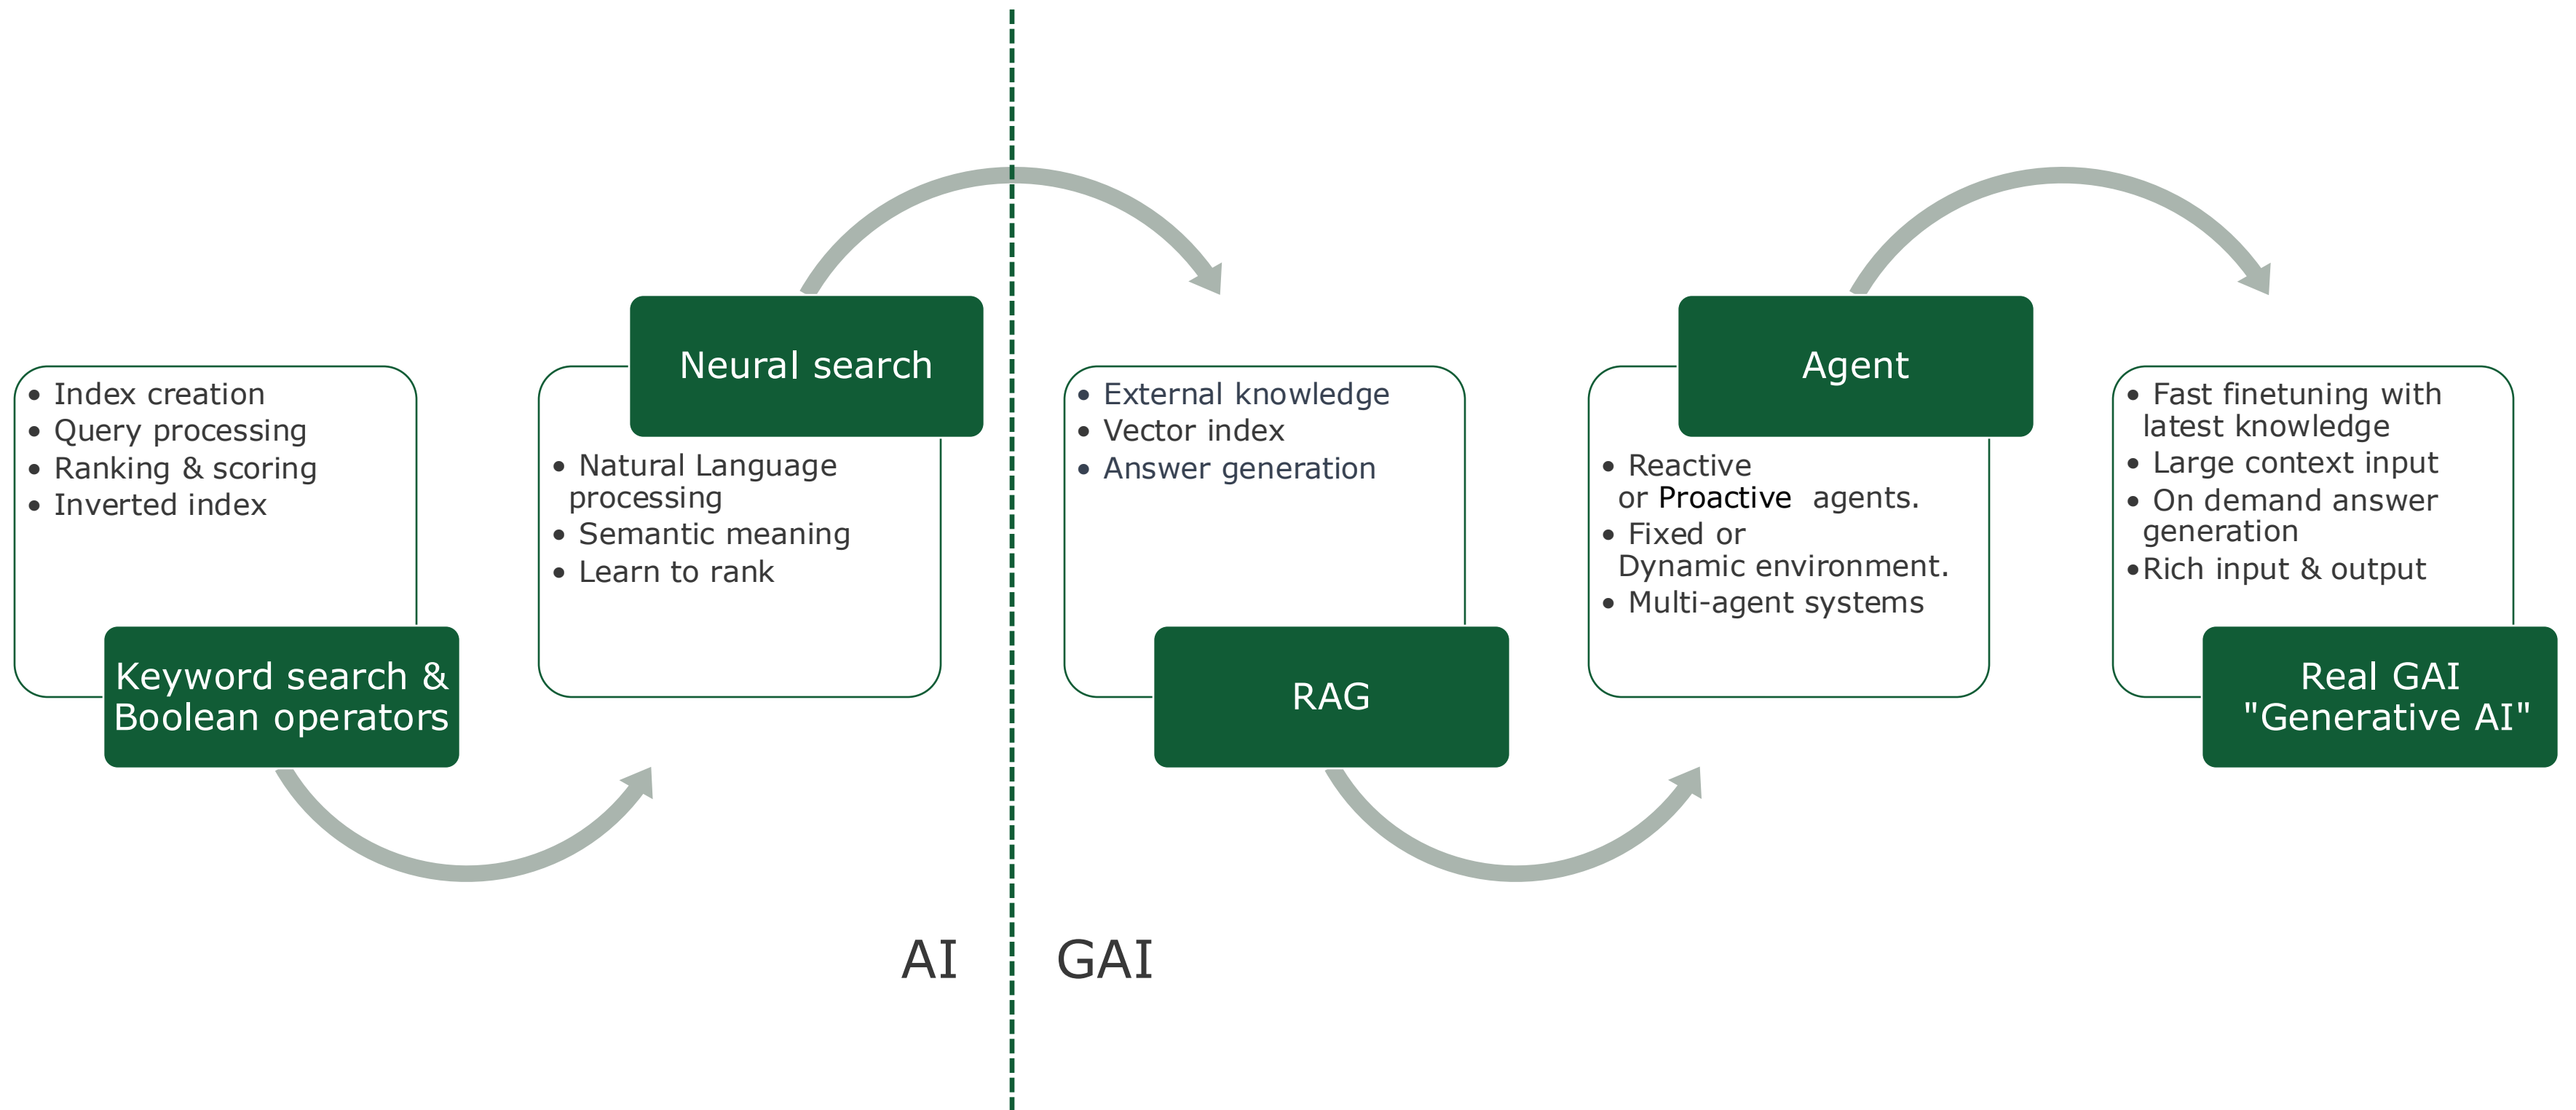 • Index creation
• Query processing
• Ranking & scoring
• Inverted index
Keyword search &
Boolean operators
Neural search
• Natural Language
processing
• Semantic meaning
• Learn to rank
• External knowledge
• Vector index
• Answer generation
RAG
Agent
• Reactive
or Proactive  agents.
• Fixed or
Dynamic environment.
• Multi-agent systems
• Fast finetuning with
latest knowledge
• Large context input
• On demand answer
generation
•Rich input & output
Real GAI
"Generative AI"
AI
GAI